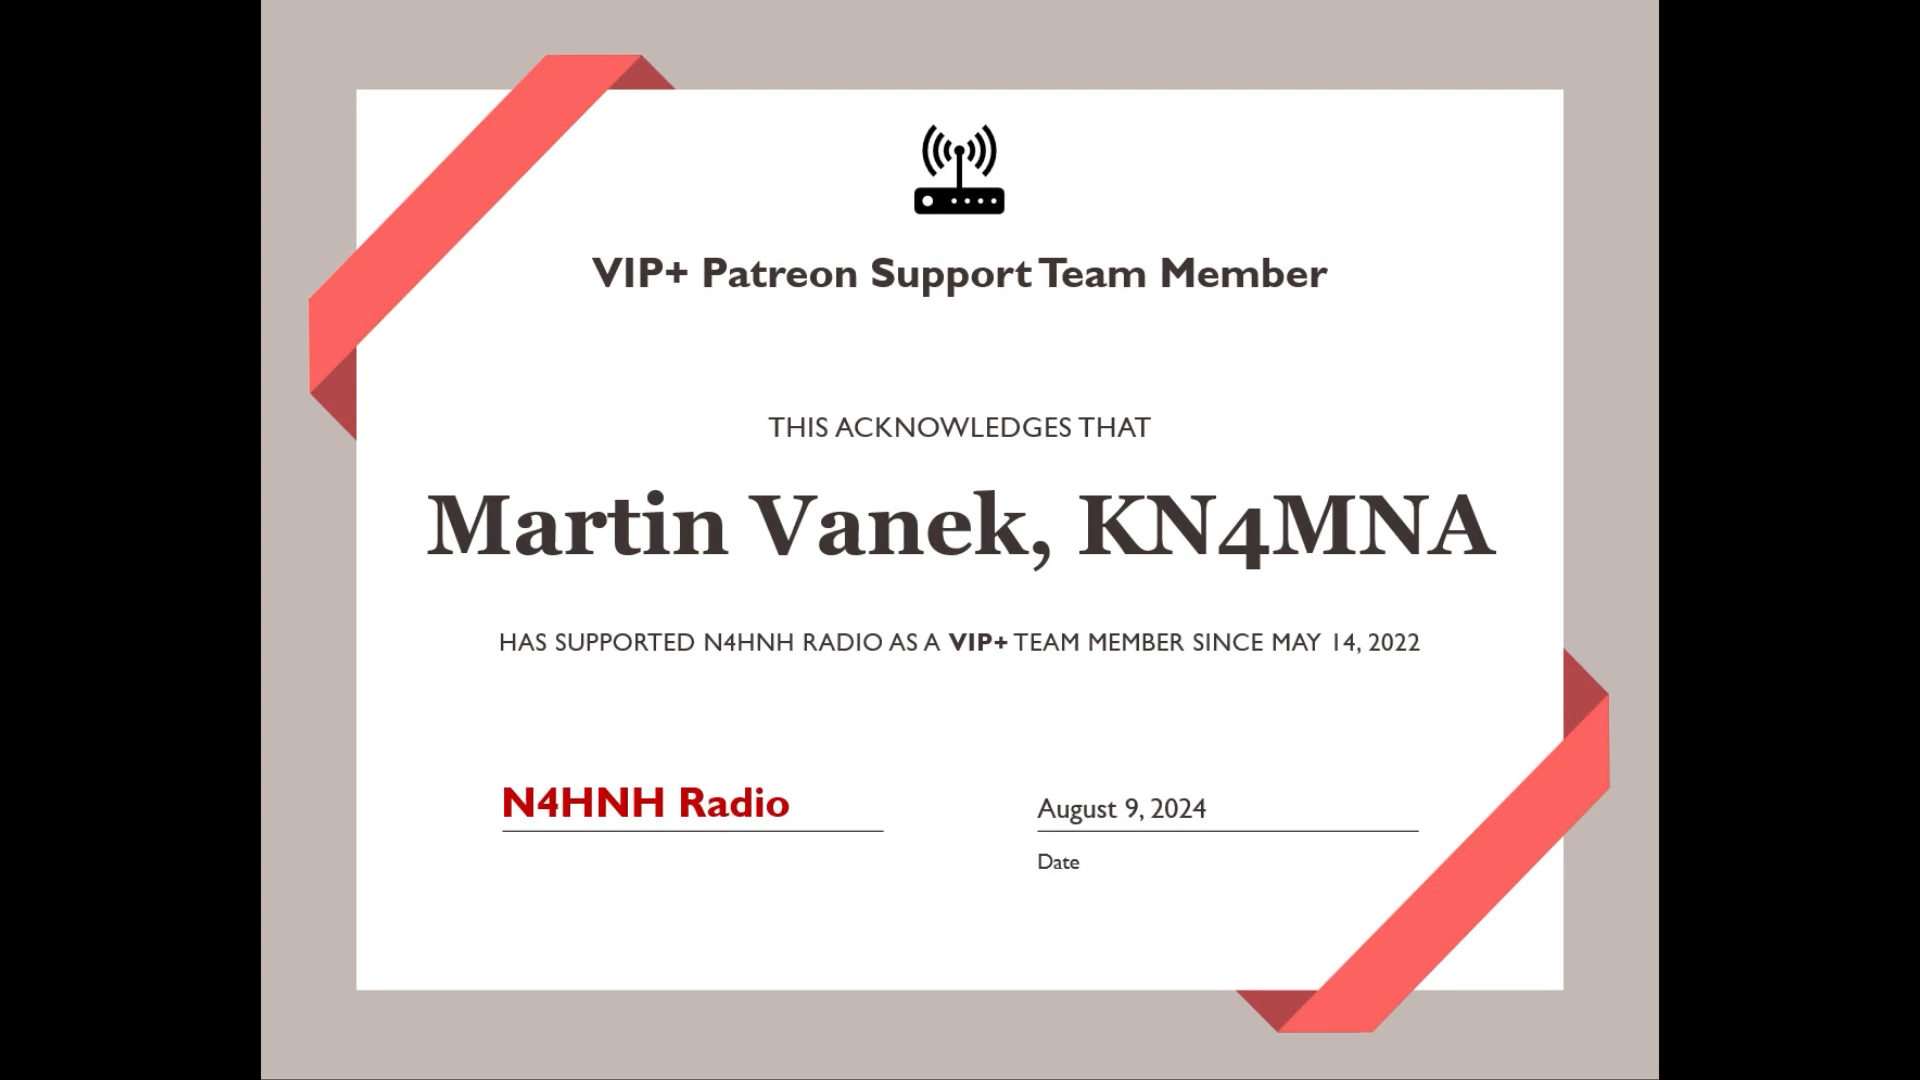 VIP+ Patreon Support Team Member
THIS ACKNOWLEDGES THAT
Martin Vanek, KN4MNA
HAS SUPPORTED N4HNH RADIO AS A VIP+ TEAM MEMBER SINCE MAY 14, 2022
N4HNH Radio
August 9, 2024
Date